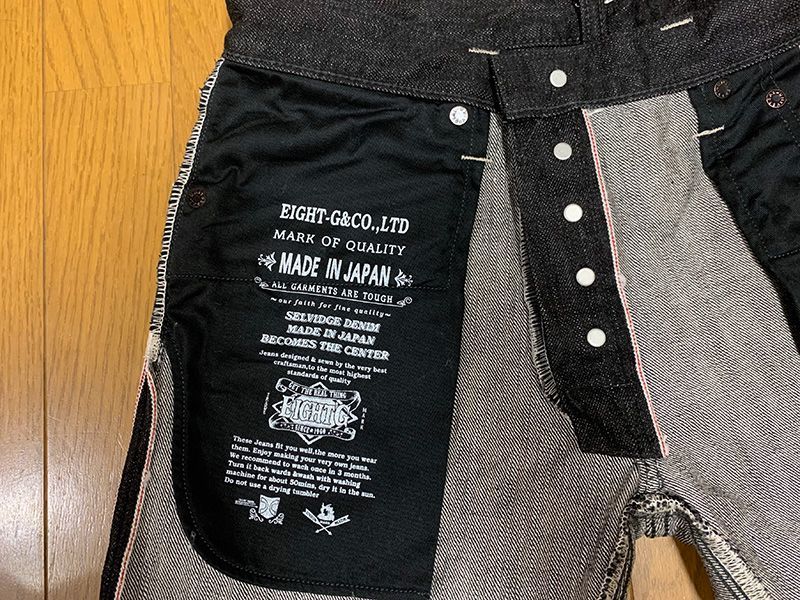 EIGHT-G&CO.,LTD
MARK OF QUALITY
MADE IN JAPAN
ALL GARMENTS ARE TOUGH
~our faith for fine quality~
SELVIDGE DENIM
MADE IN JAPAN
BECOMES THE CENTER
Jeans designed & sewn by the very best
craftsman,to the most highest
standards of quality
GET THE REAL THING
EIGHT'G
SINCE 1960
These Jeans fit you well,the more you wear
them. Enjoy making your very own jeans.
We recommend to wach once in 3 months.
Turn it back wards &wash with washing
machine for about 50mins, dry it in the sun.
Do not use a drying tumbler